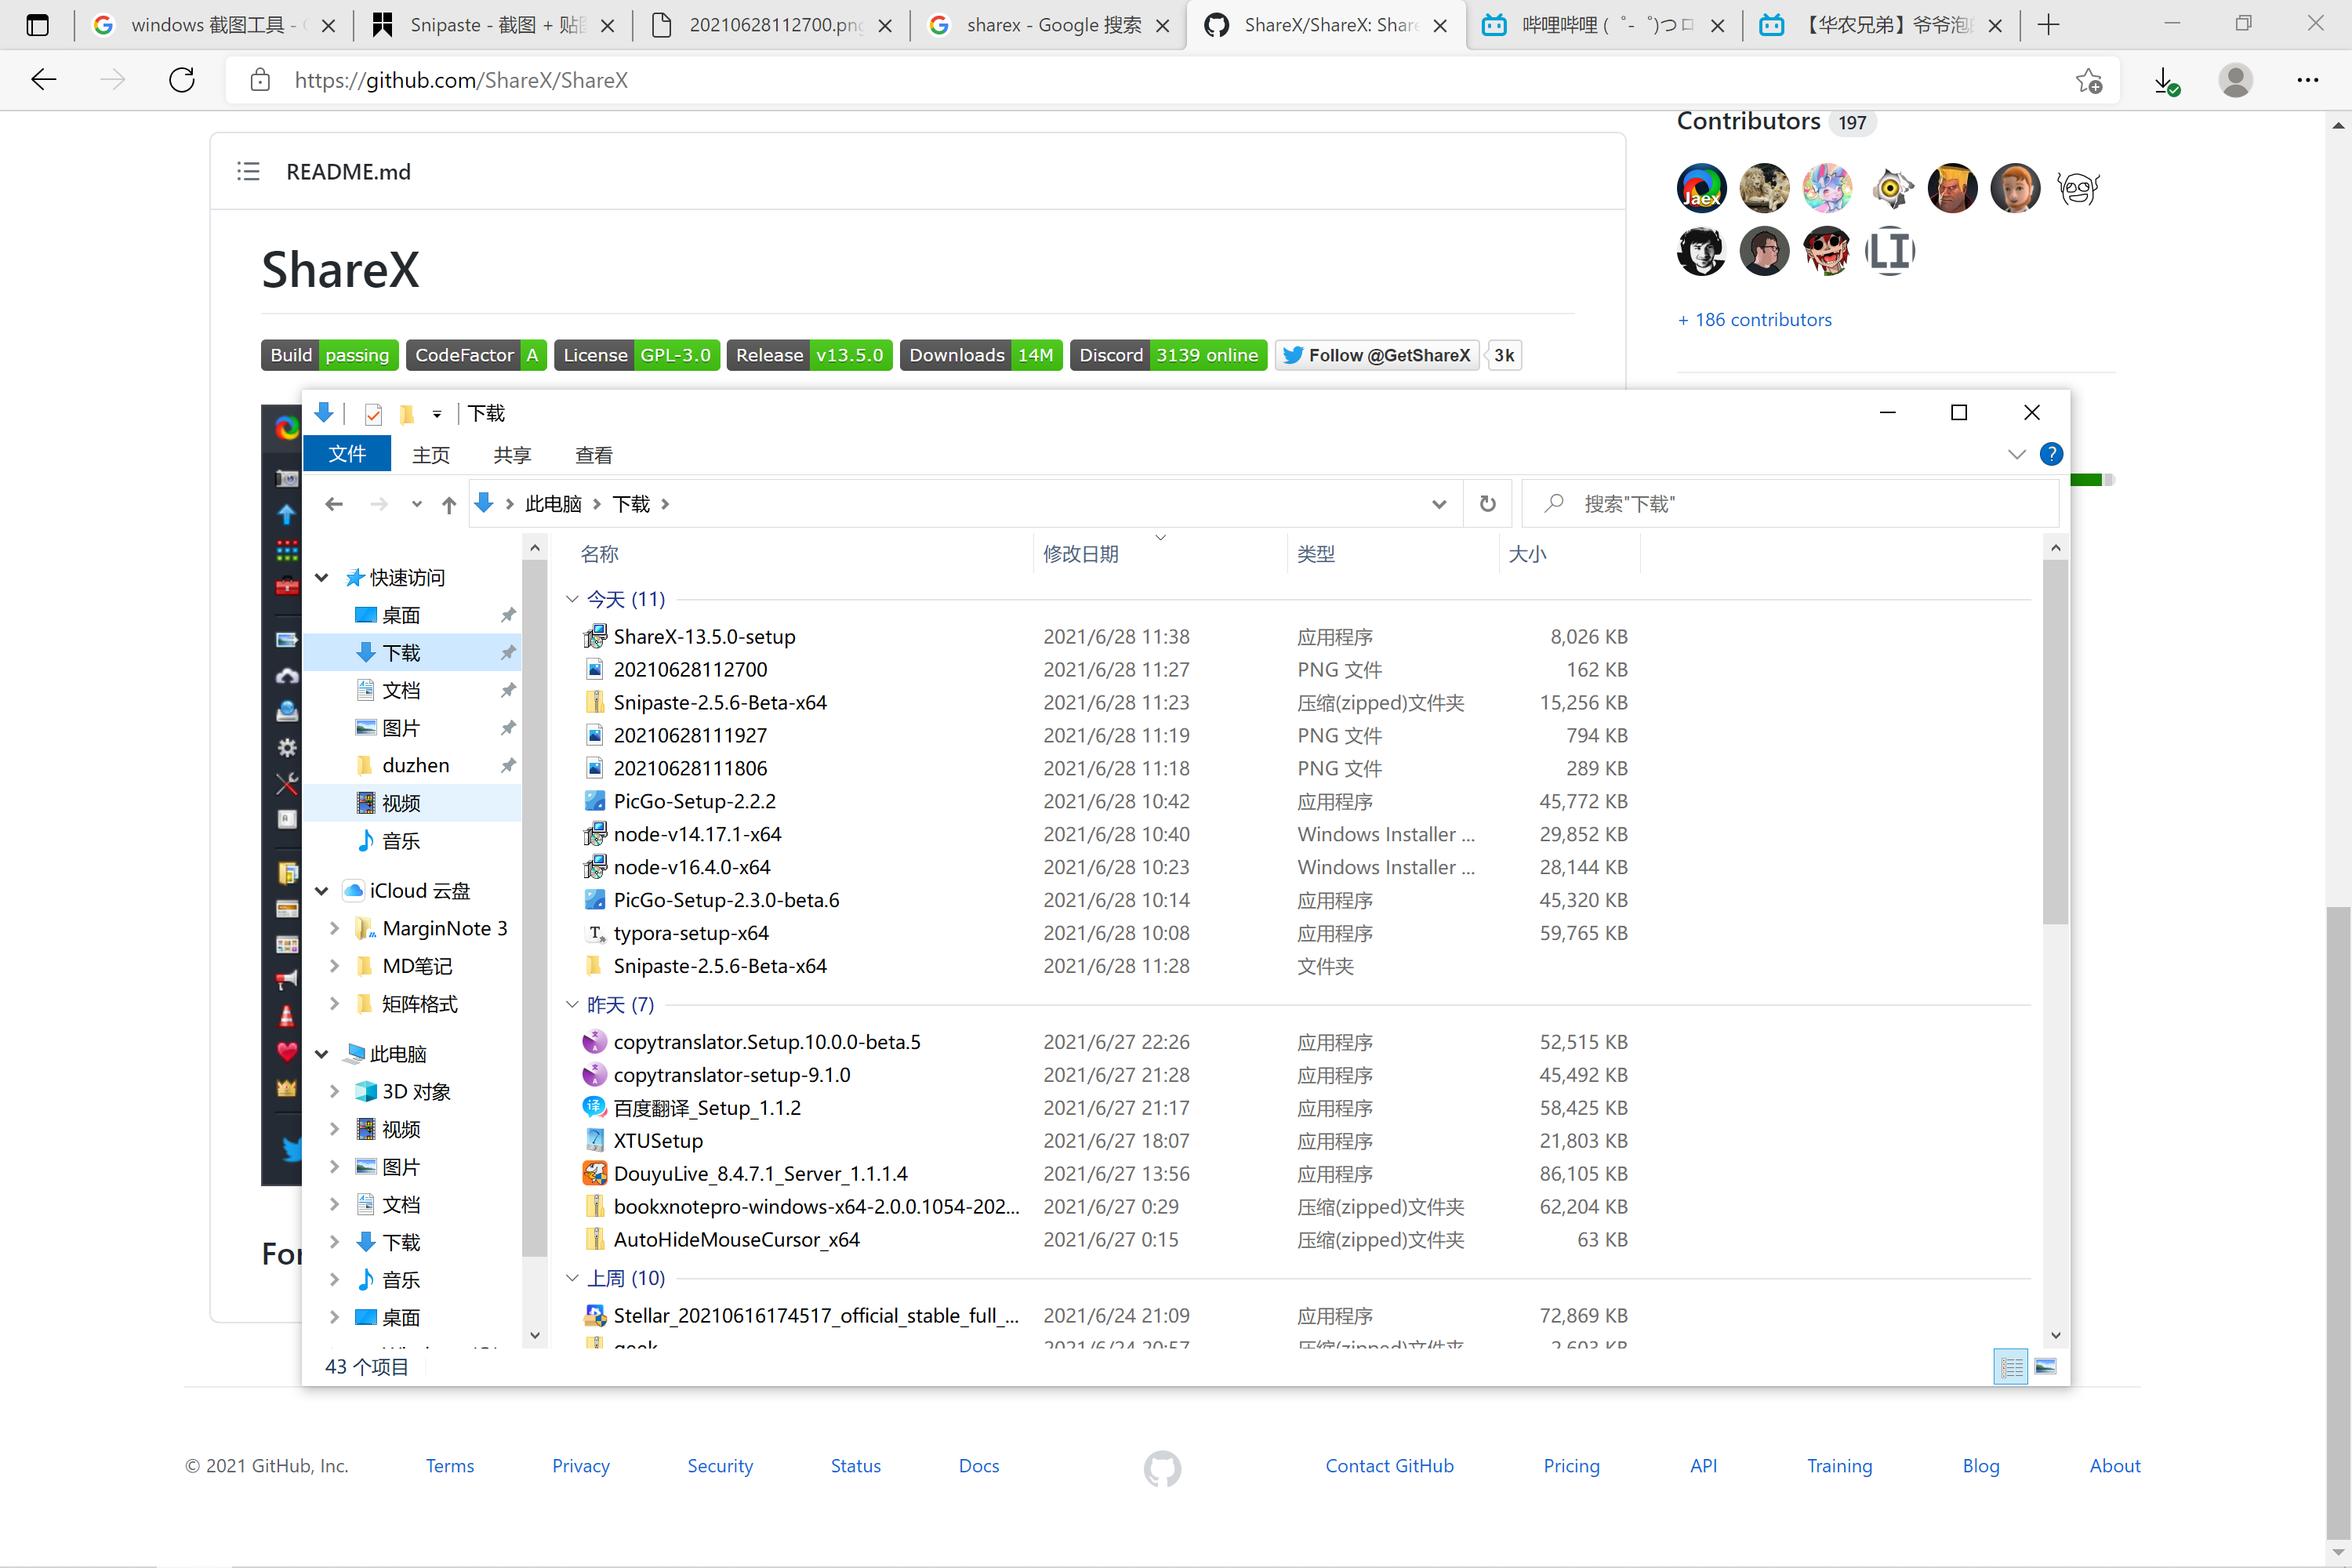 windows 截图工具 -
Snipaste - 截图 + 贴图
20210628112700.png
sharex - Google 搜索
ShareX/ShareX: Share
哔哩哔哩 (゜-゜)つロ
【华农兄弟】爷爷泡的
https://github.com/ShareX/ShareX
Contributors 197
README.md
Jaex
LI
ShareX
+ 186 contributors
Build passing
CodeFactor A
License GPL-3.0
Release v13.5.0
Downloads 14M
Discord 3139 online
Follow @GetShareX 3k
下载
文件 主页 共享 查看
此电脑 下载
搜索"下载"
名称 修改日期 类型 大小
快速访问
桌面
下载
文档
图片
duzhen
视频
音乐
iCloud 云盘
MarginNote 3
MD笔记
矩阵格式
此电脑
3D 对象
视频
图片
文档
下载
音乐
桌面
今天 (11)
ShareX-13.5.0-setup 2021/6/28 11:38 应用程序 8,026 KB
20210628112700 2021/6/28 11:27 PNG 文件 162 KB
Snipaste-2.5.6-Beta-x64 2021/6/28 11:23 压缩(zipped)文件夹 15,256 KB
20210628111927 2021/6/28 11:19 PNG 文件 794 KB
20210628111806 2021/6/28 11:18 PNG 文件 289 KB
PicGo-Setup-2.2.2 2021/6/28 10:42 应用程序 45,772 KB
node-v14.17.1-x64 2021/6/28 10:40 Windows Installer ... 29,852 KB
node-v16.4.0-x64 2021/6/28 10:23 Windows Installer ... 28,144 KB
PicGo-Setup-2.3.0-beta.6 2021/6/28 10:14 应用程序 45,320 KB
typora-setup-x64 2021/6/28 10:08 应用程序 59,765 KB
Snipaste-2.5.6-Beta-x64 2021/6/28 11:28 文件夹
昨天 (7)
copytranslator.Setup.10.0.0-beta.5 2021/6/27 22:26 应用程序 52,515 KB
copytranslator-setup-9.1.0 2021/6/27 21:28 应用程序 45,492 KB
百度翻译_Setup_1.1.2 2021/6/27 21:17 应用程序 58,425 KB
XTUSetup 2021/6/27 18:07 应用程序 21,803 KB
DouyuLive_8.4.7.1_Server_1.1.1.4 2021/6/27 13:56 应用程序 86,105 KB
bookxnotepro-windows-x64-2.0.0.1054-202... 2021/6/27 0:29 压缩(zipped)文件夹 62,204 KB
AutoHideMouseCursor_x64 2021/6/27 0:15 压缩(zipped)文件夹 63 KB
上周 (10)
Stellar_20210616174517_official_stable_full_... 2021/6/24 21:09 应用程序 72,869 KB
geek 2021/6/24 20:57 压缩(zipped)文件夹 2,603 KB
43 个项目
For
© 2021 GitHub, Inc. Terms Privacy Security Status Docs Contact GitHub Pricing API Training Blog About